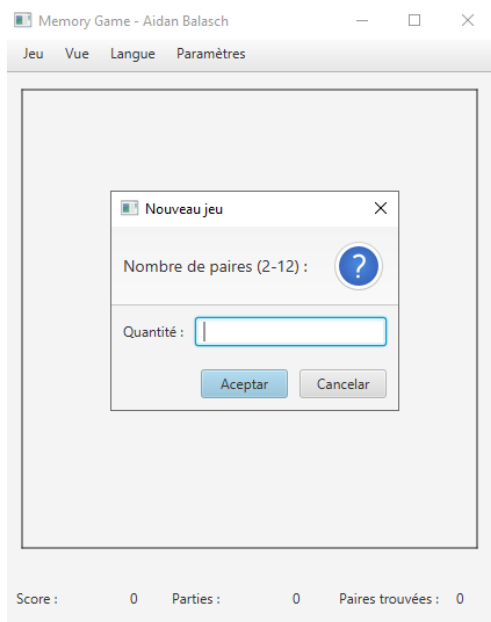 Memory Game - Aidan Balasch
Jeu Vue Langue Paramètres
Nouveau jeu
Nombre de paires (2-12) :
?
Quantité :
Aceptar Cancelar
Score : 0 Parties : 0 Paires trouvées : 0